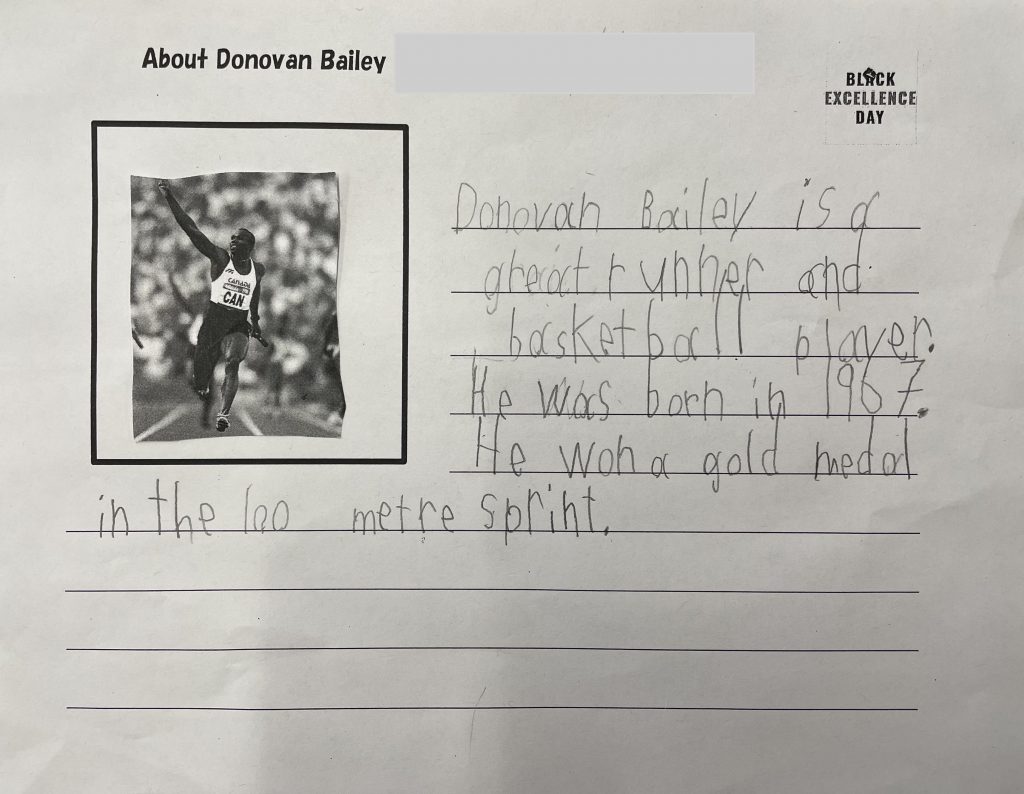 About Donovan Bailey
BLACK
EXCELLENCE
DAY
CANADA
CAN
Donovan Bailey is a
great runner and
basketball player.
He was born in 1967.
He won a gold medal
in the 100 metre sprint.